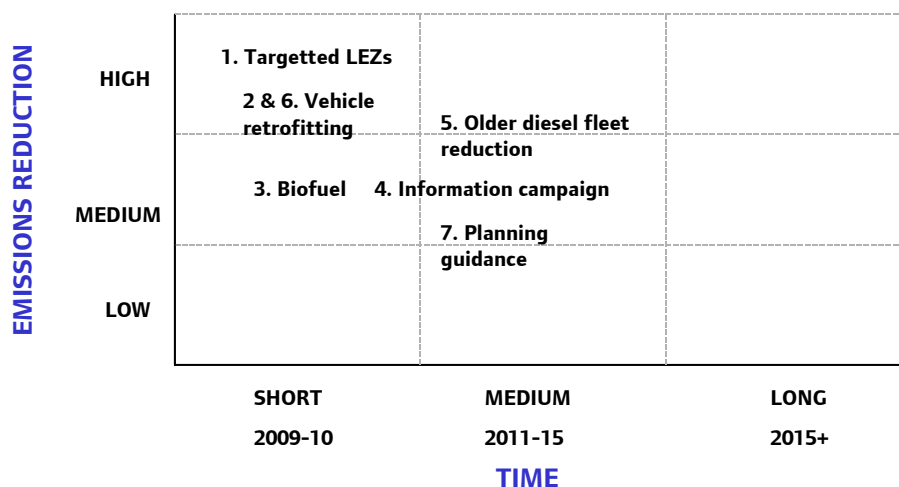 EMISSIONS REDUCTION
HIGH
MEDIUM
LOW
1. Targetted LEZs
2 & 6. Vehicle
retrofitting
5. Older diesel fleet
reduction
3. Biofuel
4. Information campaign
7. Planning
guidance
SHORT
MEDIUM
LONG
2009-10
2011-15
2015+
TIME